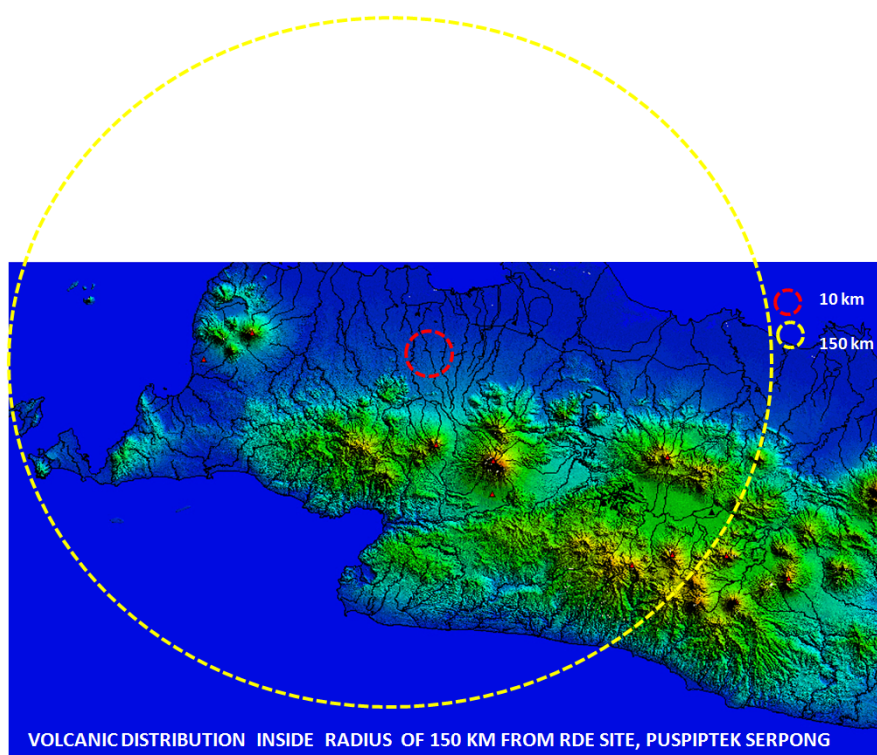 10 km
150 km
VOLCANIC DISTRIBUTION INSIDE RADIUS OF 150 KM FROM RDE SITE, PUSPIPTEK SERPONG